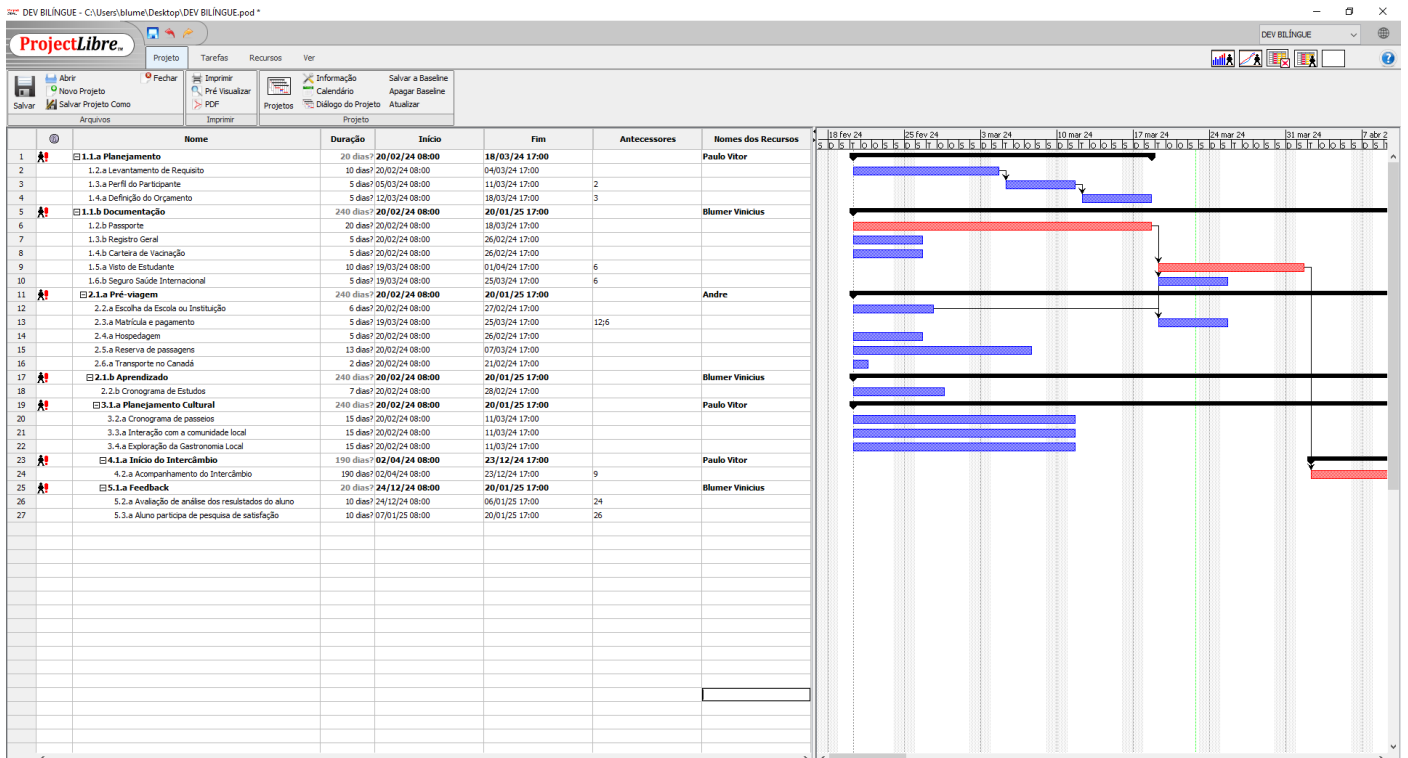 DEV BILÍNGUE - C:\Users\blume\Desktop\DEV BILÍNGUE.pod *
ProjectLibre
DEV BILÍNGUE
Projeto Tarefas Recursos Ver
Salvar Abrir Novo Projeto Salvar Projeto Como Fechar
Arquivos
Imprimir Pré Visualizar PDF
Imprimir
Projetos Informação Calendário Diálogo do Projeto Salvar a Baseline Apagar Baseline Atualizar
Projeto
Nome Duração Início Fim Antecessores Nomes dos Recursos
18 fev 24 25 fev 24 3 mar 24 10 mar 24 17 mar 24 24 mar 24 31 mar 24 7 abr 2
S D S T Q Q S S D S T Q Q S S D S T Q Q S S D S T Q Q S S D S T Q Q S S D S T Q Q S S D S T Q Q S S D S T
1 1.1.a Planejamento 20 dias? 20/02/24 08:00 18/03/24 17:00 Paulo Vitor
2 1.2.a Levantamento de Requisito 10 dias? 20/02/24 08:00 04/03/24 17:00
3 1.3.a Perfil do Participante 5 dias? 05/03/24 08:00 11/03/24 17:00 2
4 1.4.a Definição do Orçamento 5 dias? 12/03/24 08:00 18/03/24 17:00 3
5 1.1.b Documentação 240 dias? 20/02/24 08:00 20/01/25 17:00 Blumer Vinicius
6 1.2.b Passporte 20 dias? 20/02/24 08:00 18/03/24 17:00
7 1.3.b Registro Geral 5 dias? 20/02/24 08:00 26/02/24 17:00
8 1.4.b Carteira de Vacinação 5 dias? 20/02/24 08:00 26/02/24 17:00
9 1.5.a Visto de Estudante 10 dias? 19/03/24 08:00 01/04/24 17:00 6
10 1.6.b Seguro Saúde Internacional 5 dias? 19/03/24 08:00 25/03/24 17:00 6
11 2.1.a Pré-viagem 240 dias? 20/02/24 08:00 20/01/25 17:00 Andre
12 2.2.a Escolha da Escola ou Instituição 6 dias? 20/02/24 08:00 27/02/24 17:00
13 2.3.a Matrícula e pagamento 5 dias? 19/03/24 08:00 25/03/24 17:00 12;6
14 2.4.a Hospedagem 5 dias? 20/02/24 08:00 26/02/24 17:00
15 2.5.a Reserva de passagens 13 dias? 20/02/24 08:00 07/03/24 17:00
16 2.6.a Transporte no Canadá 2 dias? 20/02/24 08:00 21/02/24 17:00
17 2.1.b Aprendizado 240 dias? 20/02/24 08:00 20/01/25 17:00 Blumer Vinicius
18 2.2.b Cronograma de Estudos 7 dias? 20/02/24 08:00 28/02/24 17:00
19 3.1.a Planejamento Cultural 240 dias? 20/02/24 08:00 20/01/25 17:00 Paulo Vitor
20 3.2.a Cronograma de passeios 15 dias? 20/02/24 08:00 11/03/24 17:00
21 3.3.a Interação com a comunidade local 15 dias? 20/02/24 08:00 11/03/24 17:00
22 3.4.a Exploração da Gastronomia Local 15 dias? 20/02/24 08:00 11/03/24 17:00
23 4.1.a Início do Intercâmbio 190 dias? 02/04/24 08:00 23/12/24 17:00 Paulo Vitor
24 4.2.a Acompanhamento do Intercâmbio 190 dias? 02/04/24 08:00 23/12/24 17:00 9
25 5.1.a Feedback 20 dias? 24/12/24 08:00 20/01/25 17:00 Blumer Vinicius
26 5.2.a Avaliação de análise dos resulstados do aluno 10 dias? 24/12/24 08:00 06/01/25 17:00 24
27 5.3.a Aluno participa de pesquisa de satisfação 10 dias? 07/01/25 08:00 20/01/25 17:00 26